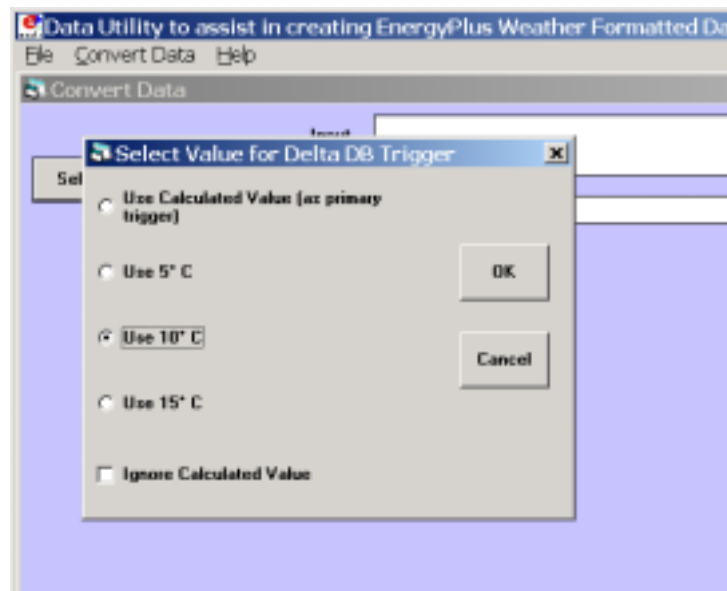 Data Utility to assist in creating EnergyPlus Weather Formatted Da
File Convert Data Help
Convert Data
Input
Select Value for Delta DB Trigger
Sel
Use Calculated Value (as primary
trigger)
Use 5° C
OK
Use 10° C
Cancel
Use 15° C
Ignore Calculated Value